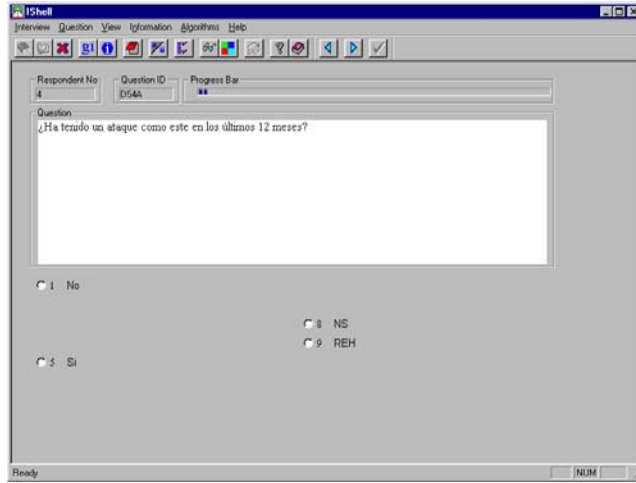 IShell
Interview Question View Information Algorithms Help
Respondent No
4
Question ID
D54A
Progress Bar
Question
¿Ha tenido un ataque como este en los últimos 12 meses?
1 No
8 NS
9 REH
5 Si
Ready
NUM